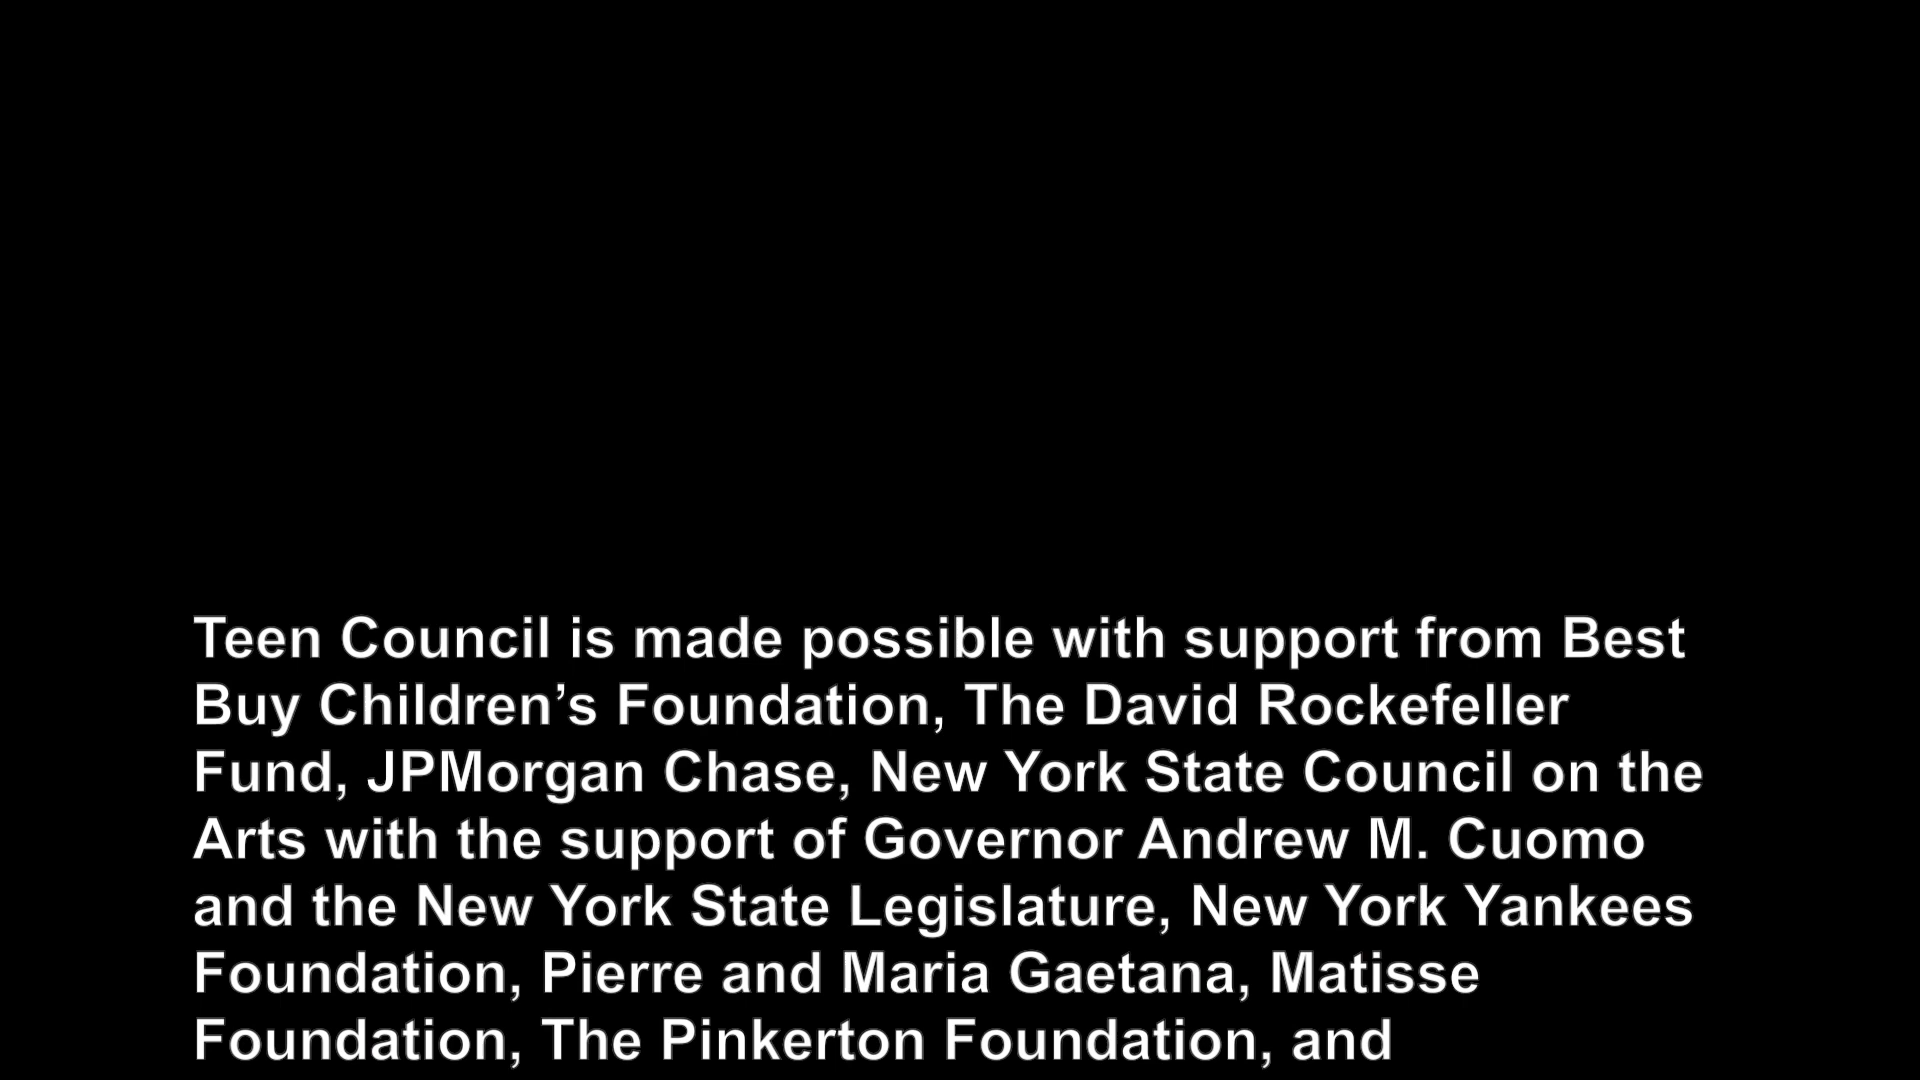 Teen Council is made possible with support from Best
Buy Children’s Foundation, The David Rockefeller
Fund, JPMorgan Chase, New York State Council on the
Arts with the support of Governor Andrew M. Cuomo
and the New York State Legislature, New York Yankees
Foundation, Pierre and Maria Gaetana, Matisse
Foundation, The Pinkerton Foundation, and